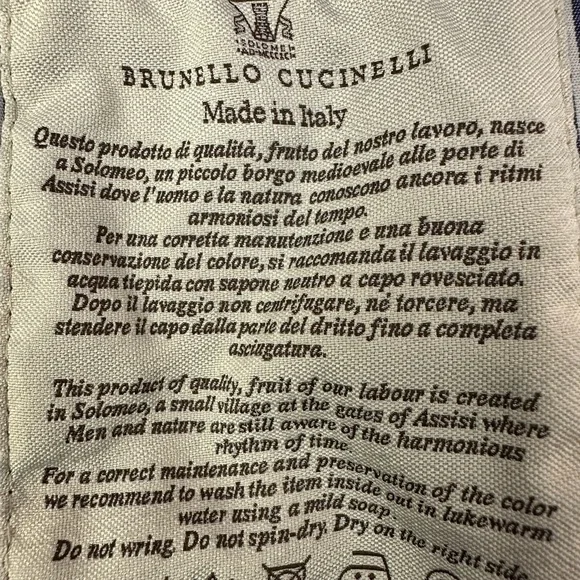 SOLOMEI
BRUNELLO CUCINELLI
Made in Italy
Questo prodotto di qualità, frutto del nostro lavoro, nasce
a Solomeo, un piccolo borgo medioevale alle porte di
Assisi dove l'uomo e la natura conoscono ancora i ritmi
armoniosi del tempo.
Per una corretta manutenzione e una buona
conservazione del colore, si raccomanda il lavaggio in
acqua tiepida con sapone neutro a capo rovesciato.
Dopo il lavaggio non centrifugare, nè torcere, ma
stendere il capo dalla parte del dritto fino a completa
asciugatura.
This product of quality, fruit of our labour is created
in Solomeo, a small village at the gates of Assisi where
Men and nature are still aware of the harmonious
rhythm of time.
For a correct maintenance and preservation of the color
we recommend to wash the item inside out in lukewarm
water using a mild soap.
Do not wring. Do not spin-dry. Dry on the right side